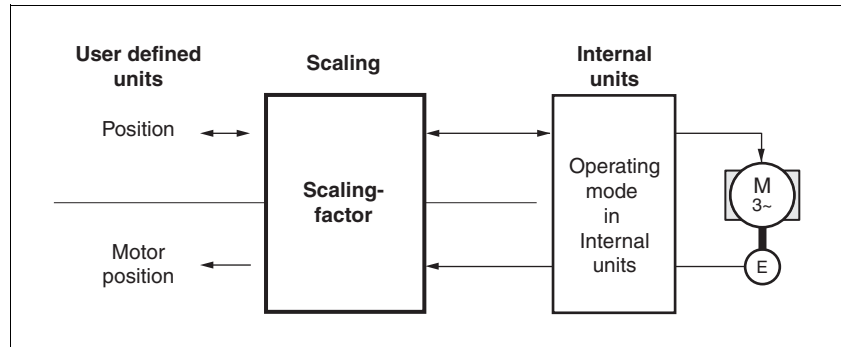 User defined
units
Scaling
Internal
units
Position
Scaling-
factor
Operating
mode
in
Internal
units
M
3~
Motor
position
E